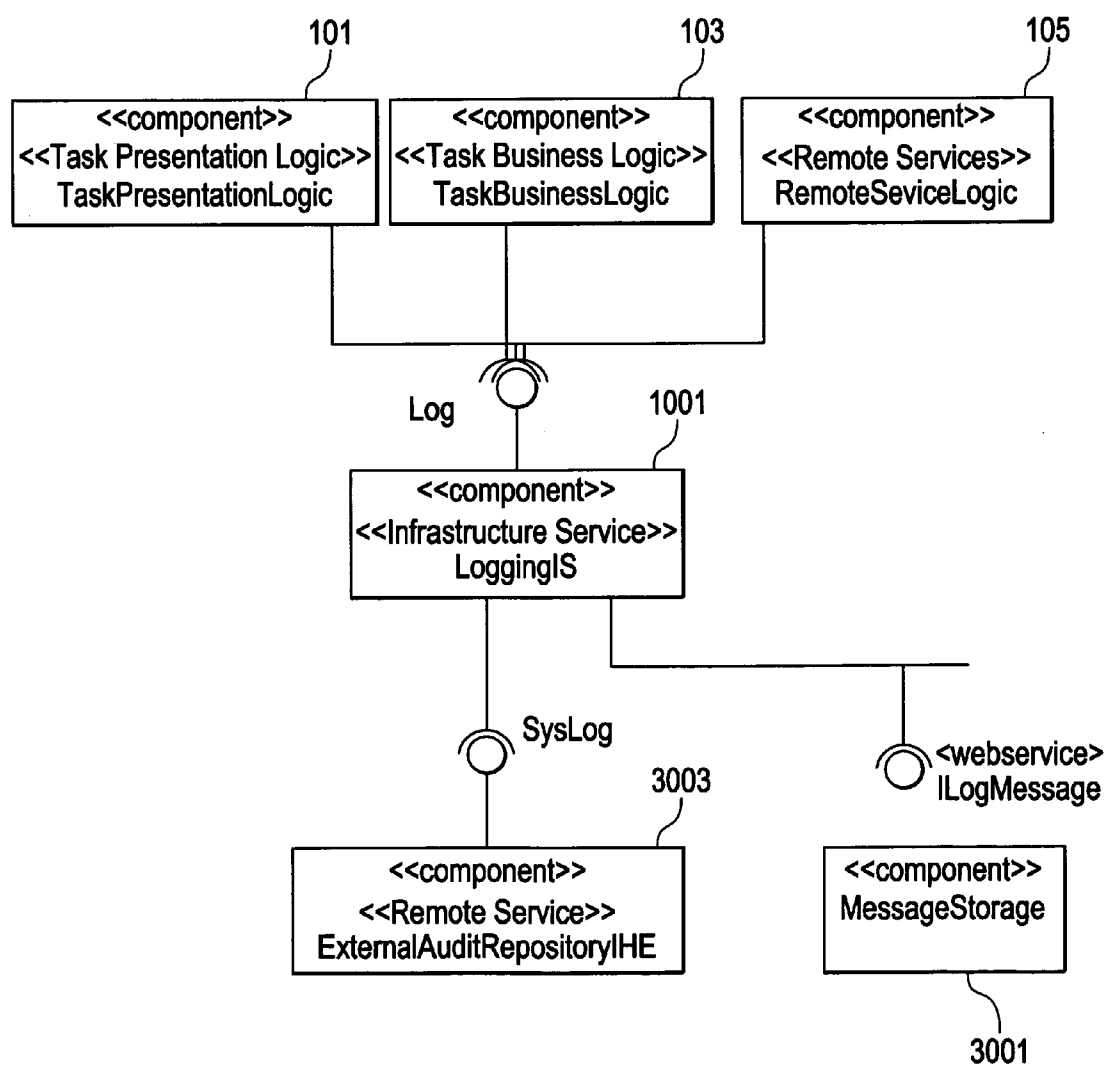 101
103
105
<<component>>
<<Task Presentation Logic>>
TaskPresentationLogic
<<component>>
<<Task Business Logic>>
TaskBusinessLogic
<<component>>
<<Remote Services>>
RemoteSeviceLogic
Log
1001
<<component>>
<<Infrastructure Service>>
LoggingIS
SysLog
<webservice>
ILogMessage
3003
<<component>>
<<Remote Service>>
ExternalAuditRepositoryIHE
<<component>>
MessageStorage
3001